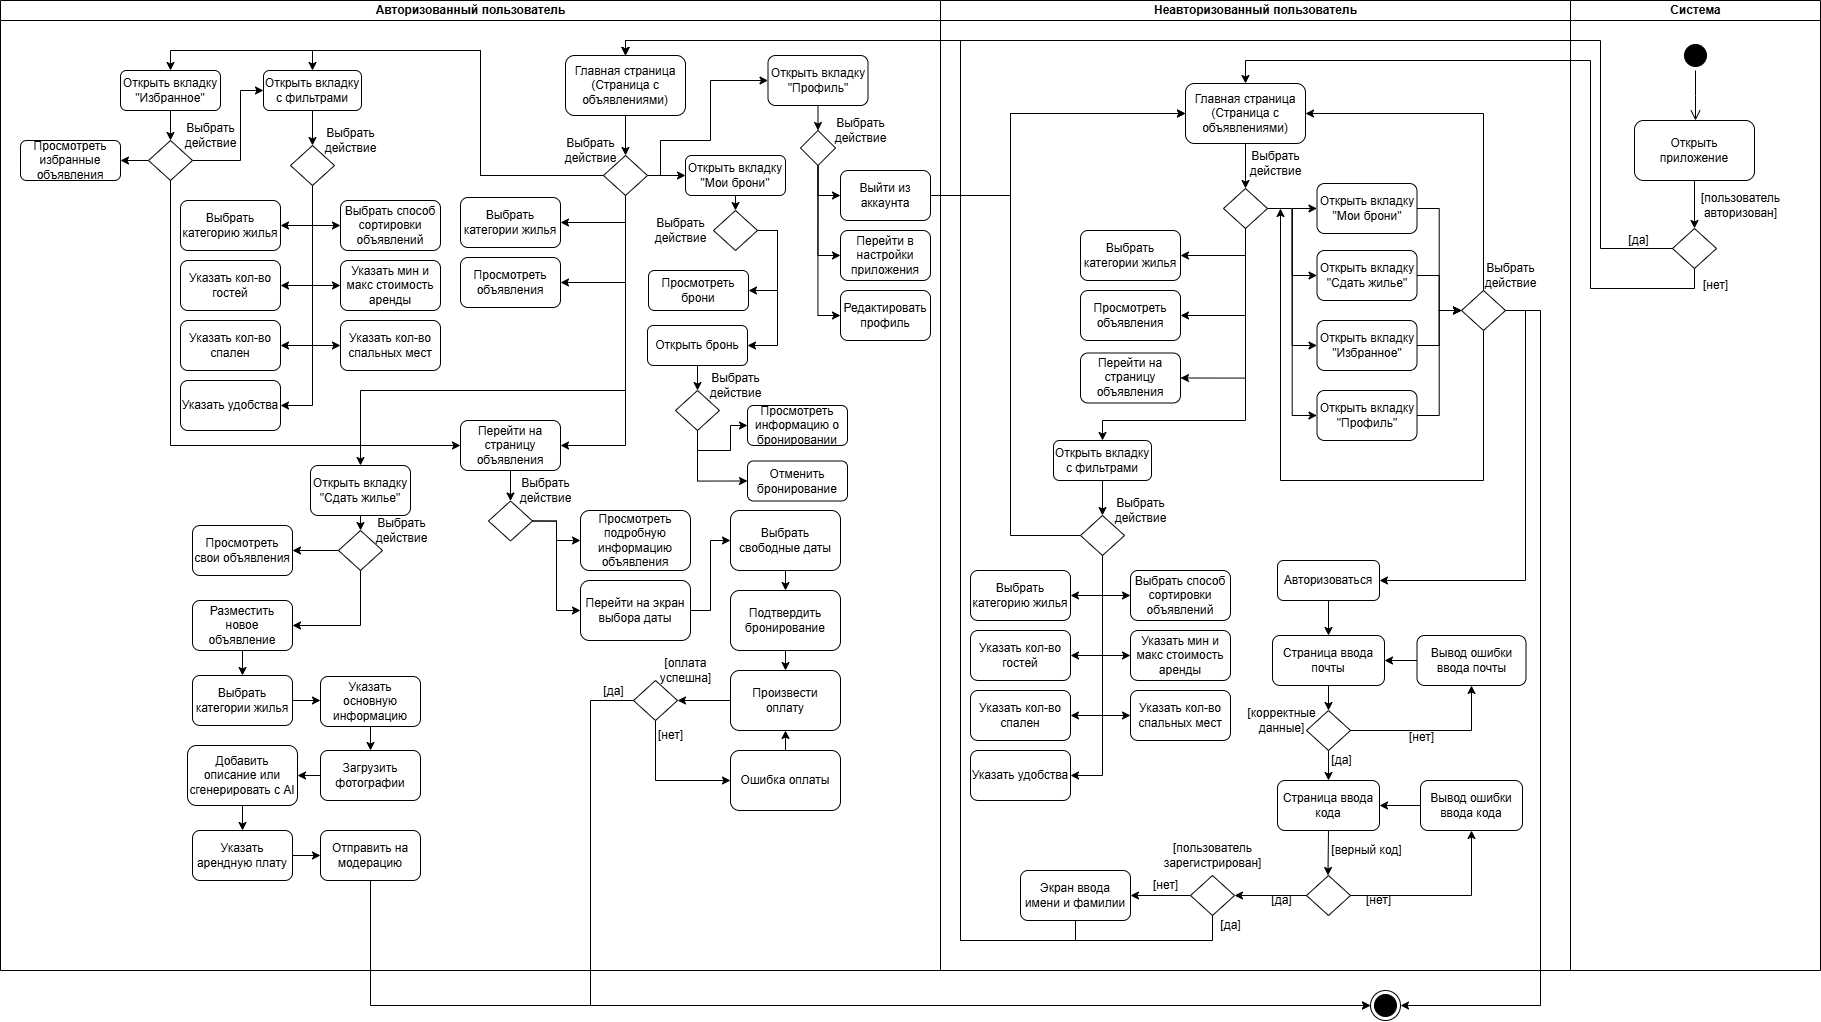 Авторизованный пользователь
Неавторизованный пользователь
Система
Открыть вкладку
"Избранное"
Открыть вкладку
с фильтрами
Главная страница
(Страница с
объявлениями)
Открыть вкладку
"Профиль"
Выбрать
действие
Выбрать
действие
Выбрать
действие
Выбрать
действие
Просмотреть
избранные
объявления
Открыть вкладку
"Мои брони"
Выбрать
действие
Выйти из
аккаунта
Перейти в
настройки
приложения
Редактировать
профиль
Выбрать
категорию жилья
Выбрать способ
сортировки
объявлений
Указать кол-во
гостей
Указать мин и
макс стоимость
аренды
Указать кол-во
спален
Указать кол-во
спальных мест
Указать удобства
Выбрать
категории жилья
Просмотреть
объявления
Просмотреть
брони
Открыть бронь
Выбрать
действие
Просмотреть
информацию о
бронировании
Отменить
бронирование
Перейти на
страницу
объявления
Выбрать
действие
Открыть вкладку
"Сдать жилье"
Выбрать
действие
Просмотреть
свои объявления
Разместить
новое
объявление
Выбрать
категории жилья
Указать
основную
информацию
Загрузить
фотографии
Добавить
описание или
сгенерировать с AI
Указать
арендную плату
Отправить на
модерацию
Просмотреть
подробную
информацию
объявления
Перейти на экран
выбора даты
Выбрать
свободные даты
Подтвердить
бронирование
Произвести
оплату
Ошибка оплаты
[оплата
успешна]
[да]
[нет]
Главная страница
(Страница с
объявлениями)
Выбрать
действие
Выбрать
категории жилья
Просмотреть
объявления
Перейти на
страницу
объявления
Открыть вкладку
"Мои брони"
Открыть вкладку
"Сдать жилье"
Открыть вкладку
"Избранное"
Открыть вкладку
"Профиль"
Выбрать
действие
Открыть вкладку
с фильтрами
Выбрать
действие
Выбрать
категорию жилья
Выбрать способ
сортировки
объявлений
Указать кол-во
гостей
Указать мин и
макс стоимость
аренды
Указать кол-во
спален
Указать кол-во
спальных мест
Указать удобства
Авторизоваться
Страница ввода
почты
Вывод ошибки
ввода почты
[корректные
данные]
[нет]
[да]
Страница ввода
кода
Вывод ошибки
ввода кода
[верный код]
[нет]
[да]
[пользователь
зарегистрирован]
[нет]
[да]
Экран ввода
имени и фамилии
Открыть
приложение
[пользователь
авторизован]
[да]
[нет]